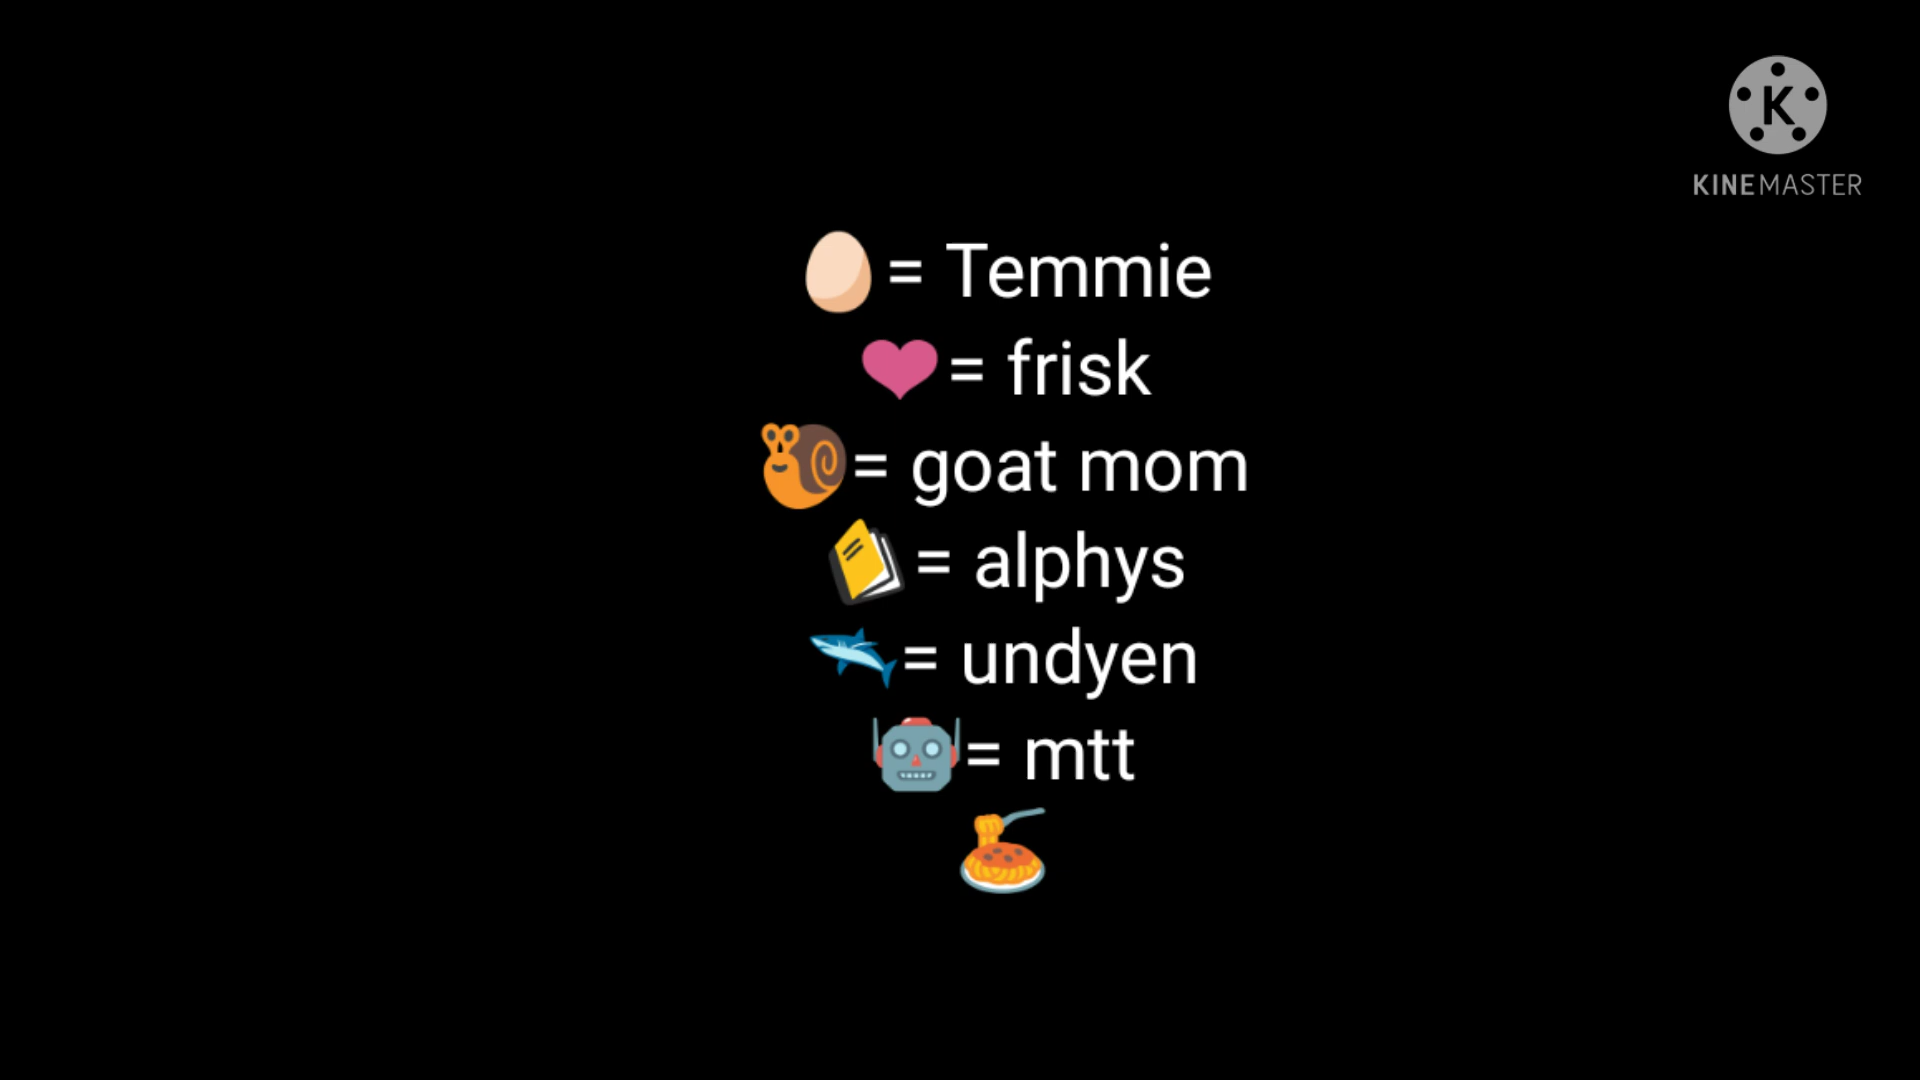 K
KINEMASTER
🥚= Temmie
❤= frisk
🐌= goat mom
📒= alphys
🦈= undyen
🤖= mtt
🍝